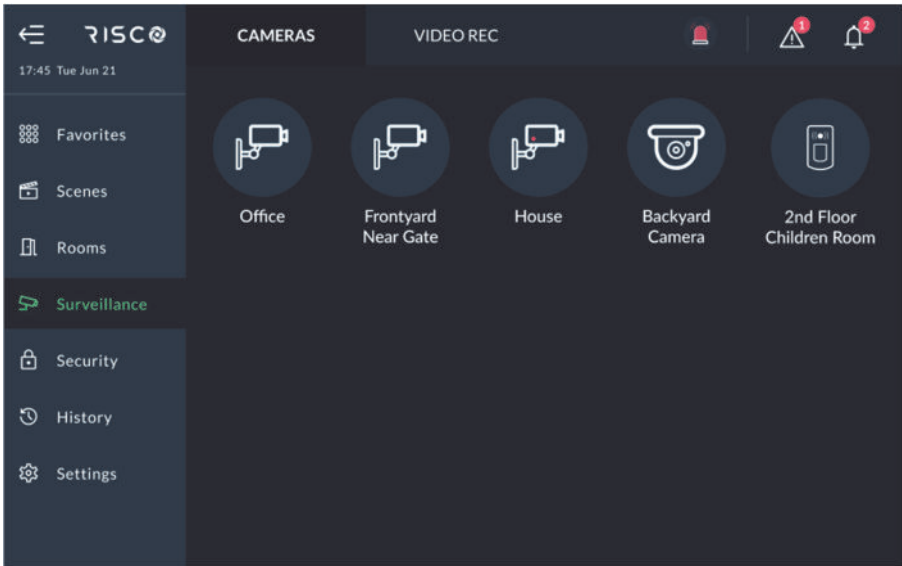 RISCO
CAMERAS
VIDEO REC
1
2
17:45 Tue Jun 21
Favorites
Scenes
Rooms
Surveillance
Security
History
Settings
Office
Frontyard
Near Gate
House
Backyard
Camera
2nd Floor
Children Room